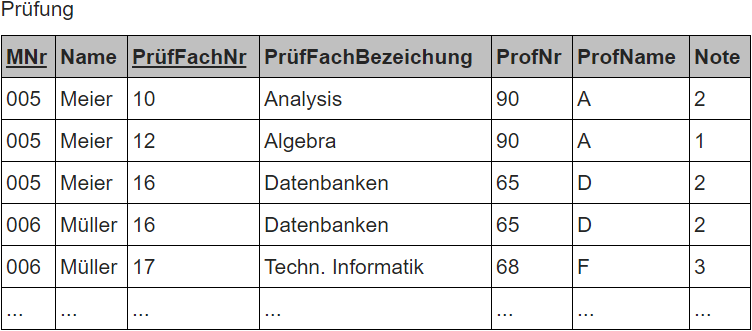 Prüfung
MNr Name PrüfFachNr PrüfFachBezeichung ProfNr ProfName Note
005 Meier 10 Analysis 90 A 2
005 Meier 12 Algebra 90 A 1
005 Meier 16 Datenbanken 65 D 2
006 Müller 16 Datenbanken 65 D 2
006 Müller 17 Techn. Informatik 68 F 3
... ... ... ... ... ... ...